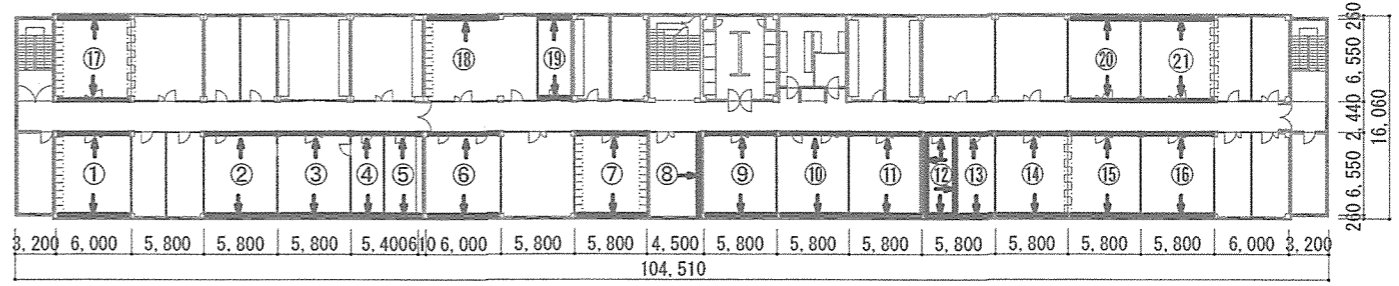 ⑰ ⑱ ⑲ ⑳ ㉑
① ② ③ ④ ⑤ ⑥ ⑦ ⑧ ⑨ ⑩ ⑪ ⑫ ⑬ ⑭ ⑮ ⑯
3,200 6,000 5,800 5,800 5,800 5,400 610 6,000 5,800 5,800 4,500 5,800 5,800 5,800 5,800 5,800 5,800 5,800 6,000 3,200
104,510
260 6,550 2,440 6,550 260
16,060